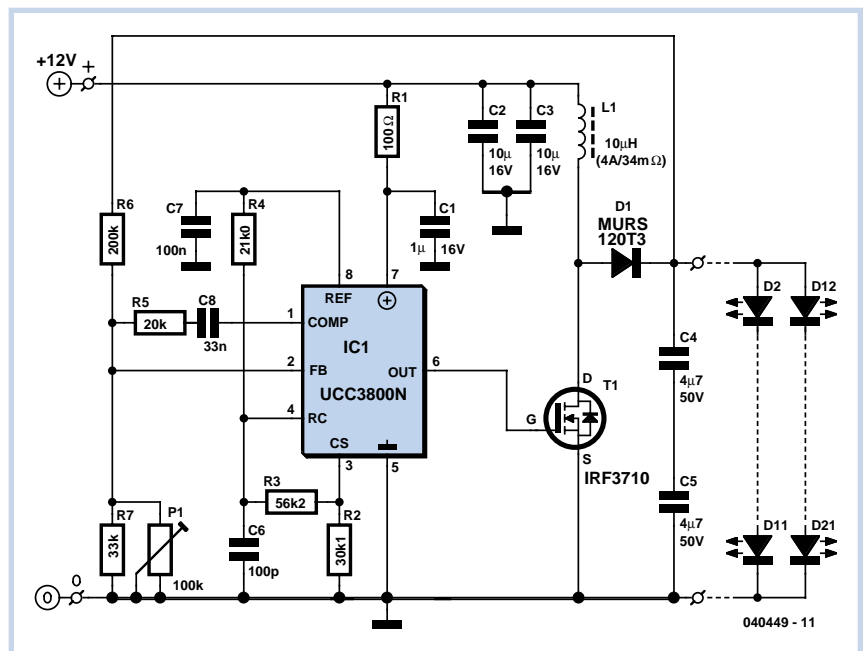 +12V
+
R1
100Ω
C2
10μ
16V
C3
10μ
16V
L1
10μH
(4A/34mΩ)
D1
MURS
120T3
R6
200k
C7
100n
R4
21k0
C1
1μ 16V
R5
20k
C8
33n
8
REF
7
1
COMP
IC1
2
FB
OUT
6
UCC3800N
4
RC
CS
3
5
D
G
S
T1
IRF3710
D2
D12
C4
4μ7
50V
C5
4μ7
50V
D11
D21
R3
56k2
R2
30k1
C6
100p
R7
33k
P1
100k
0
0
040449 - 11